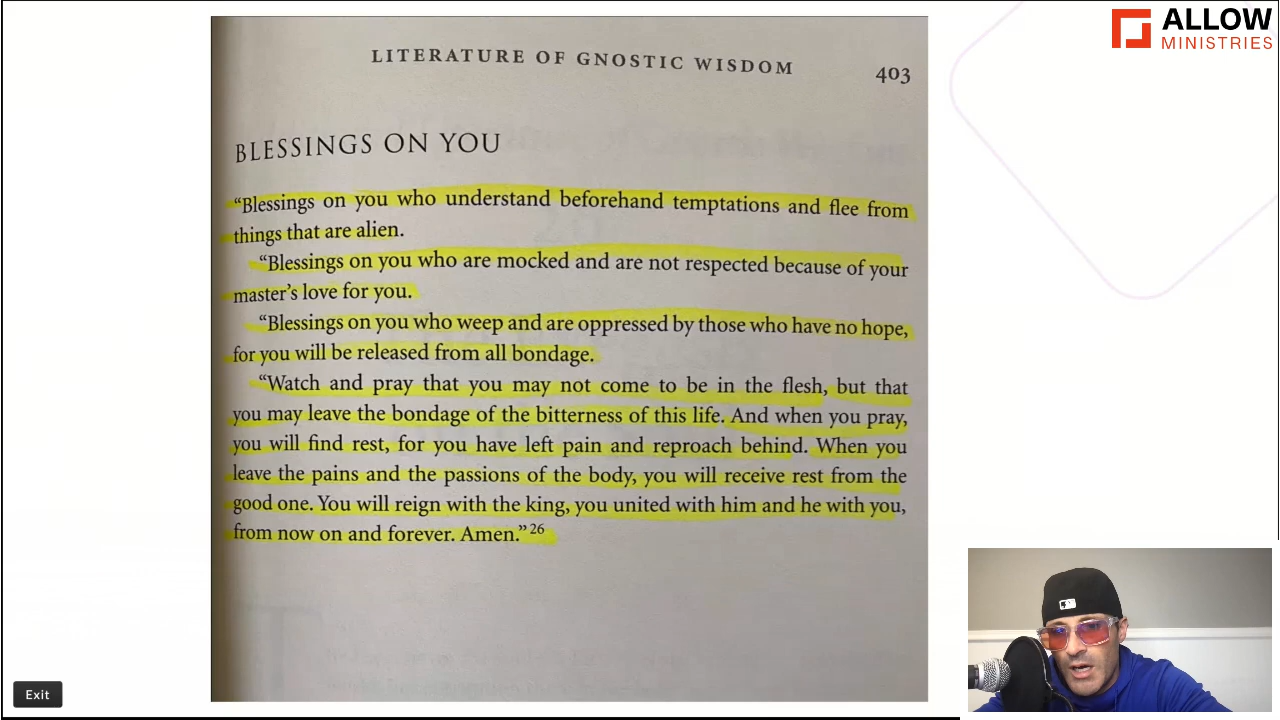 ALLOW
MINISTRIES
LITERATURE OF GNOSTIC WISDOM
403
BLESSINGS ON YOU
“Blessings on you who understand beforehand temptations and flee from
things that are alien.
“Blessings on you who are mocked and are not respected because of your
master’s love for you.
“Blessings on you who weep and are oppressed by those who have no hope,
for you will be released from all bondage.
“Watch and pray that you may not come to be in the flesh, but that
you may leave the bondage of the bitterness of this life. And when you pray,
you will find rest, for you have left pain and reproach behind. When you
leave the pains and the passions of the body, you will receive rest from the
good one. You will reign with the king, you united with him and he with you,
from now on and forever. Amen.” 26
Exit